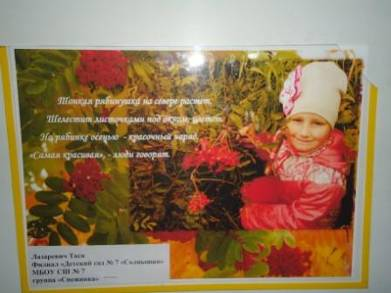 Тонкая рябинушка на севере растет,
Шелестит листочками под окном цветет.
На рябинке осенью - красочный наряд,
«Самая красивая», - люди говорят.
Лазаревич Тася
Филиал «Детский сад № 7 «Солнышко»
МБОУ СШ № 7
группа «Снежинка»